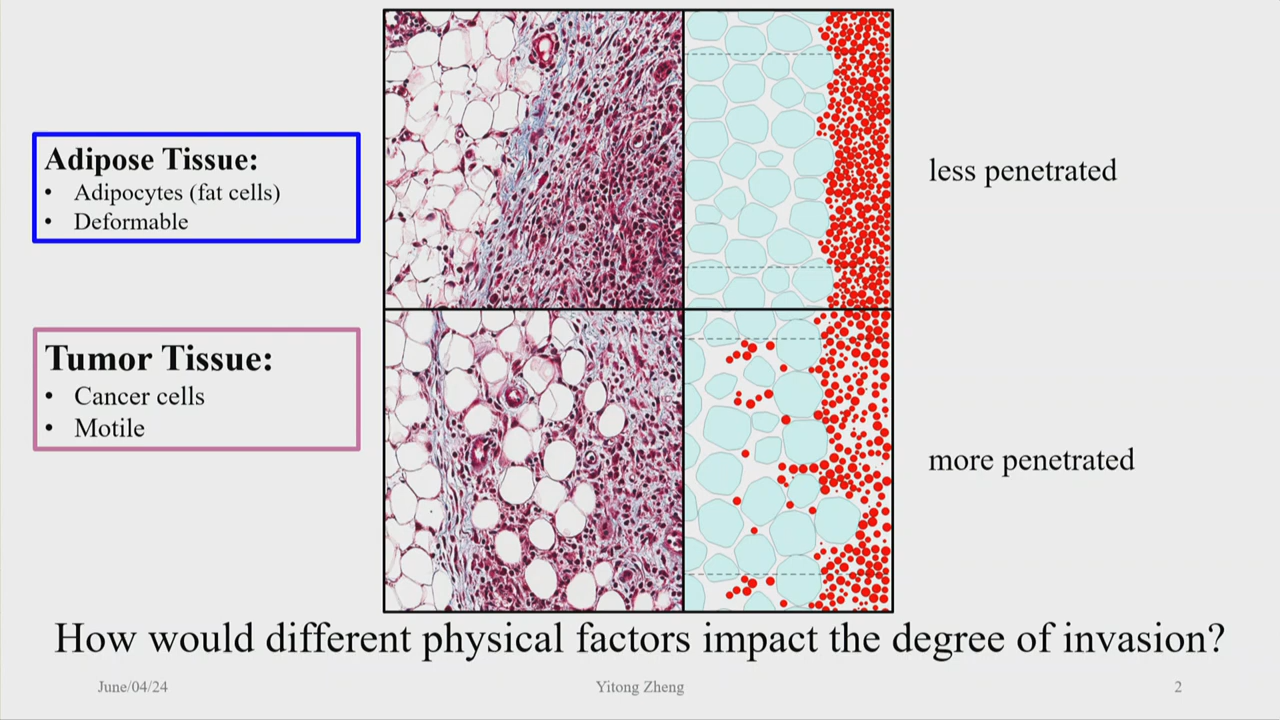 Adipose Tissue:
• Adipocytes (fat cells)
• Deformable
less penetrated
Tumor Tissue:
• Cancer cells
• Motile
more penetrated
How would different physical factors impact the degree of invasion?
June/04/24
Yitong Zheng
2